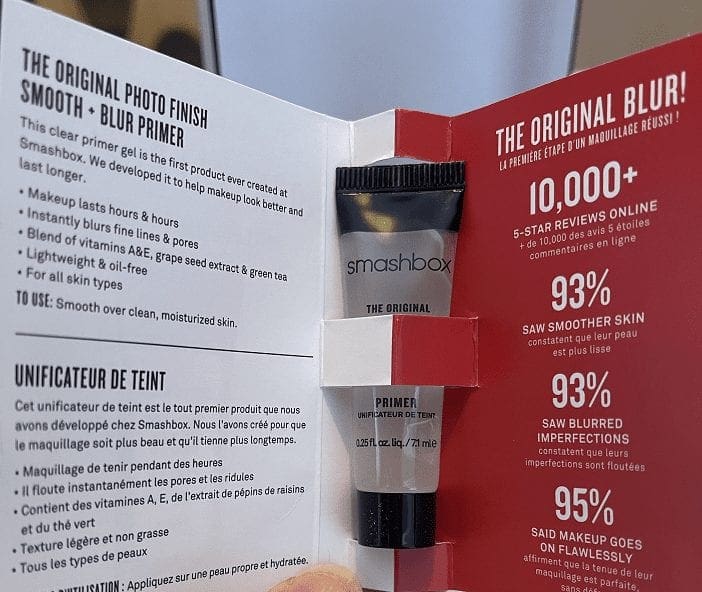 THE ORIGINAL PHOTO FINISH
SMOOTH + BLUR PRIMER
This clear primer gel is the first product ever created at
Smashbox. We developed it to help makeup look better and
last longer.
• Makeup lasts hours & hours
• Instantly blurs fine lines & pores
• Blend of vitamins A&E, grape seed extract & green tea
• Lightweight & oil-free
• For all skin types
TO USE: Smooth over clean, moisturized skin.
UNIFICATEUR DE TEINT
Cet unificateur de teint est le tout premier produit que nous
avons développé chez Smashbox. Nous l'avons créé pour que
le maquillage soit plus beau et qu'il tienne plus longtemps.
• Maquillage de tenir pendant des heures
• Il floute instantanément les pores et les ridules
• Contient des vitamines A, E, de l'extrait de pépins de raisins
et du thé vert
• Texture légère et non grasse
• Tous les types de peaux
D'UTILISATION : Appliquez sur une peau propre et hydratée.
smashbox
THE ORIGINAL
PRIMER
UNIFICATEUR DE TEINT
0.25 fl. oz. liq. / 7.1 ml e
THE ORIGINAL BLUR!
LA PREMIÈRE ÉTAPE D'UN MAQUILLAGE RÉUSSI !
10,000+
5-STAR REVIEWS ONLINE
+ de 10,000 des avis 5 étoiles
commentaires en ligne
93%
SAW SMOOTHER SKIN
constatent que leur peau
est plus lisse
93%
SAW BLURRED
IMPERFECTIONS
constatent que leurs
imperfections sont floutées
95%
SAID MAKEUP GOES
ON FLAWLESSLY
affirment que la tenue de leur
maquillage est parfaite,
sans